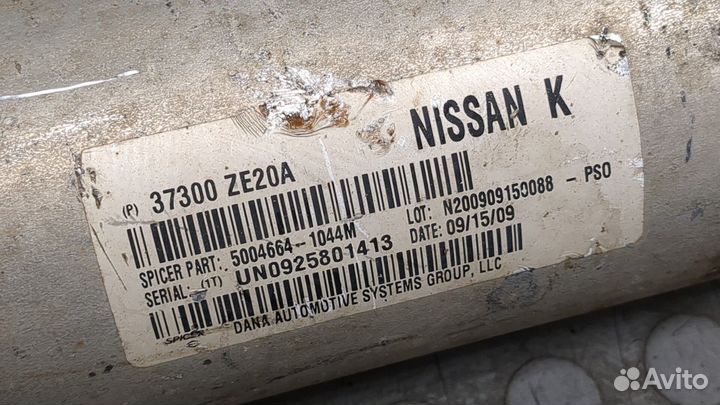 NISSAN K
(P) 37300 ZE20A
SPICER PART: 5004664-1044M
LOT: N200909150088 - PSO
SERIAL (1T) UN0925801413
DATE: 09/15/09
DANA AUTOMOTIVE SYSTEMS GROUP, LLC
SPICER
Avito